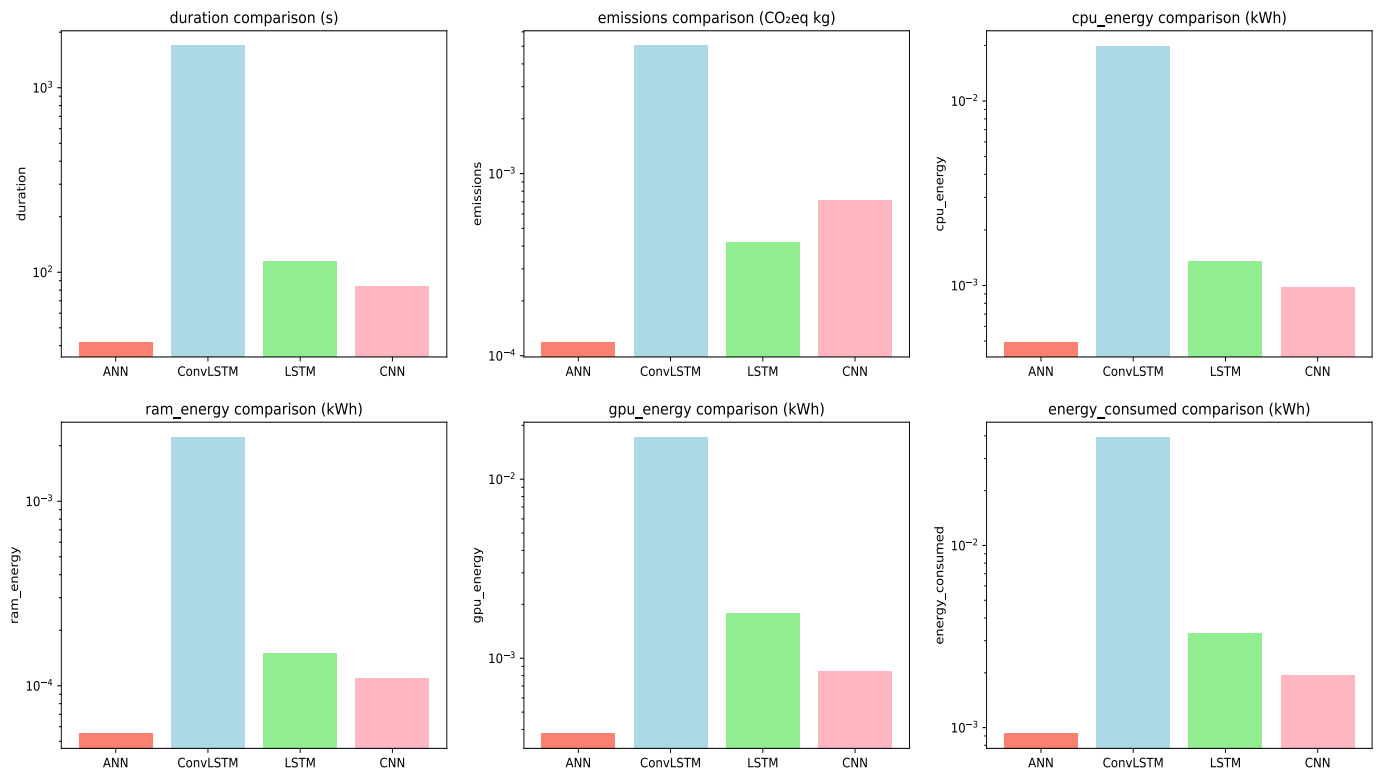 duration comparison (s)
duration
10³
10²
ANN ConvLSTM LSTM CNN
emissions comparison (CO₂eq kg)
emissions
10⁻³
10⁻⁴
ANN ConvLSTM LSTM CNN
cpu_energy comparison (kWh)
cpu_energy
10⁻²
10⁻³
ANN ConvLSTM LSTM CNN
ram_energy comparison (kWh)
ram_energy
10⁻³
10⁻⁴
ANN ConvLSTM LSTM CNN
gpu_energy comparison (kWh)
gpu_energy
10⁻²
10⁻³
ANN ConvLSTM LSTM CNN
energy_consumed comparison (kWh)
energy_consumed
10⁻²
10⁻³
ANN ConvLSTM LSTM CNN